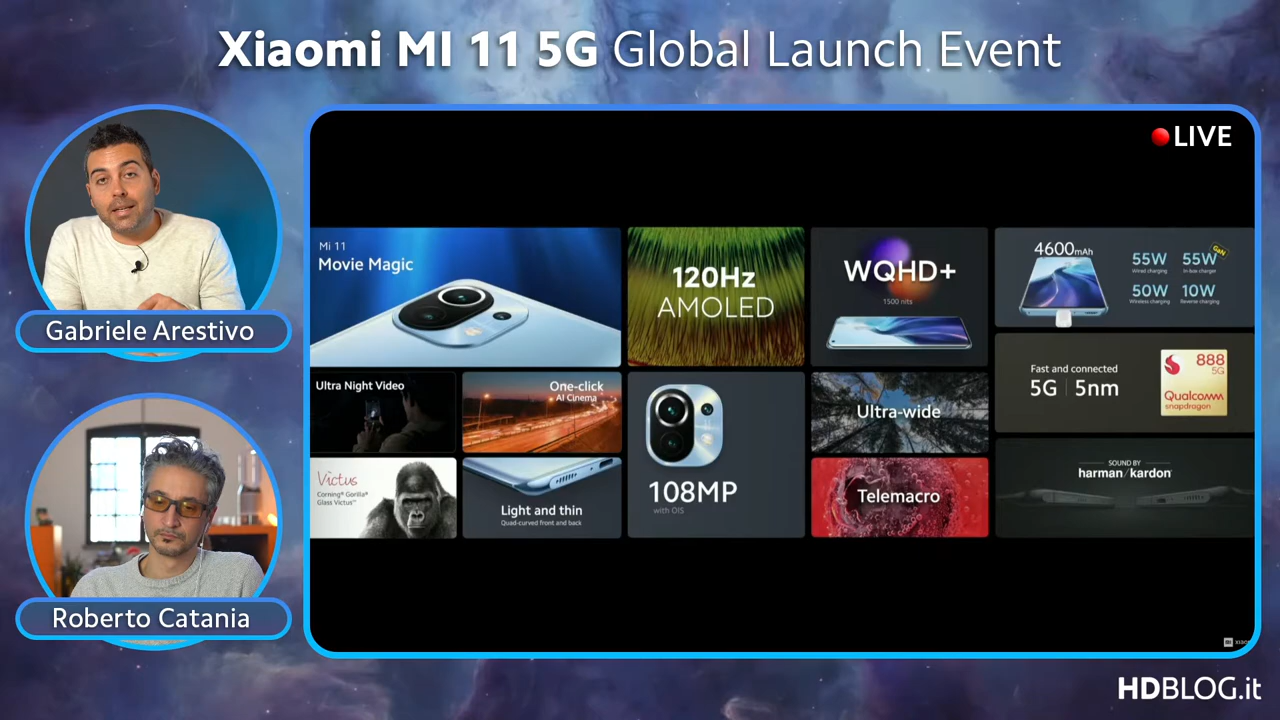 Xiaomi MI 11 5G Global Launch Event
LIVE
Gabriele Arestivo
Roberto Catania
Mi 11
Movie Magic
Ultra Night Video
One-click
AI Cinema
Victus
Corning® Gorilla®
Glass Victus™
Light and thin
Quad-curved front and back
120Hz
AMOLED
108MP
with OIS
WQHD+
1500 nits
Ultra-wide
Telemacro
4600mAh
55W
Wired charging
55W
GaN
In-box charger
50W
Wireless charging
10W
Reverse charging
Fast and connected
5G | 5nm
888
5G
Qualcomm
snapdragon
SOUND BY
harman/kardon
HDBLOG.it